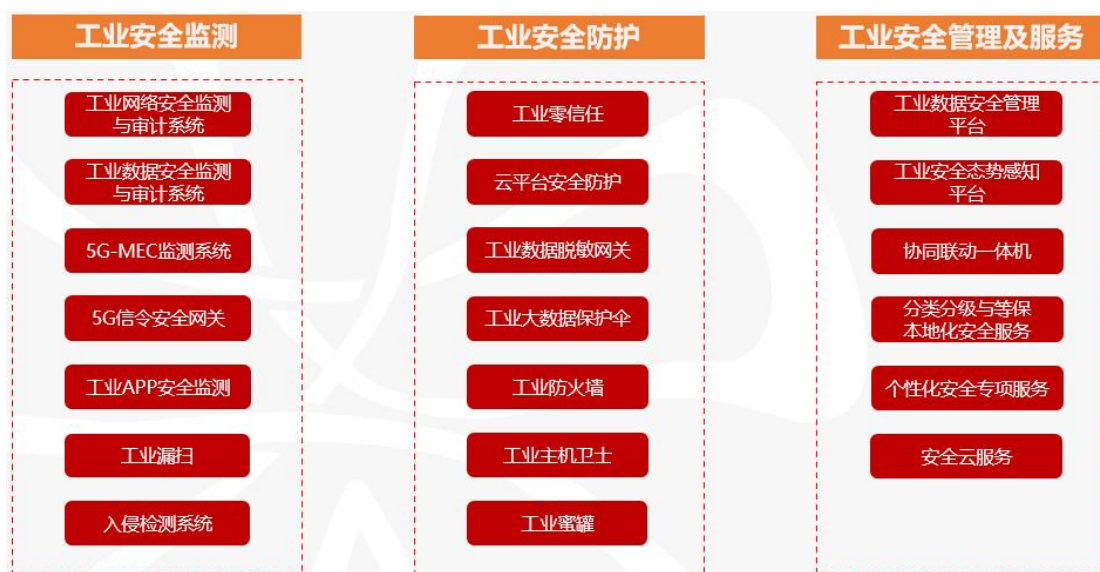 工业安全监测
工业网络安全监测
与审计系统
工业数据安全监测
与审计系统
5G-MEC监测系统
5G信令安全网关
工业APP安全监测
工业漏扫
入侵检测系统
工业安全防护
工业零信任
云平台安全防护
工业数据脱敏网关
工业大数据保护伞
工业防火墙
工业主机卫士
工业蜜罐
工业安全管理及服务
工业数据安全管理
平台
工业安全态势感知
平台
协同联动一体机
分类分级与等保
本地化安全服务
个性化安全专项服务
安全云服务